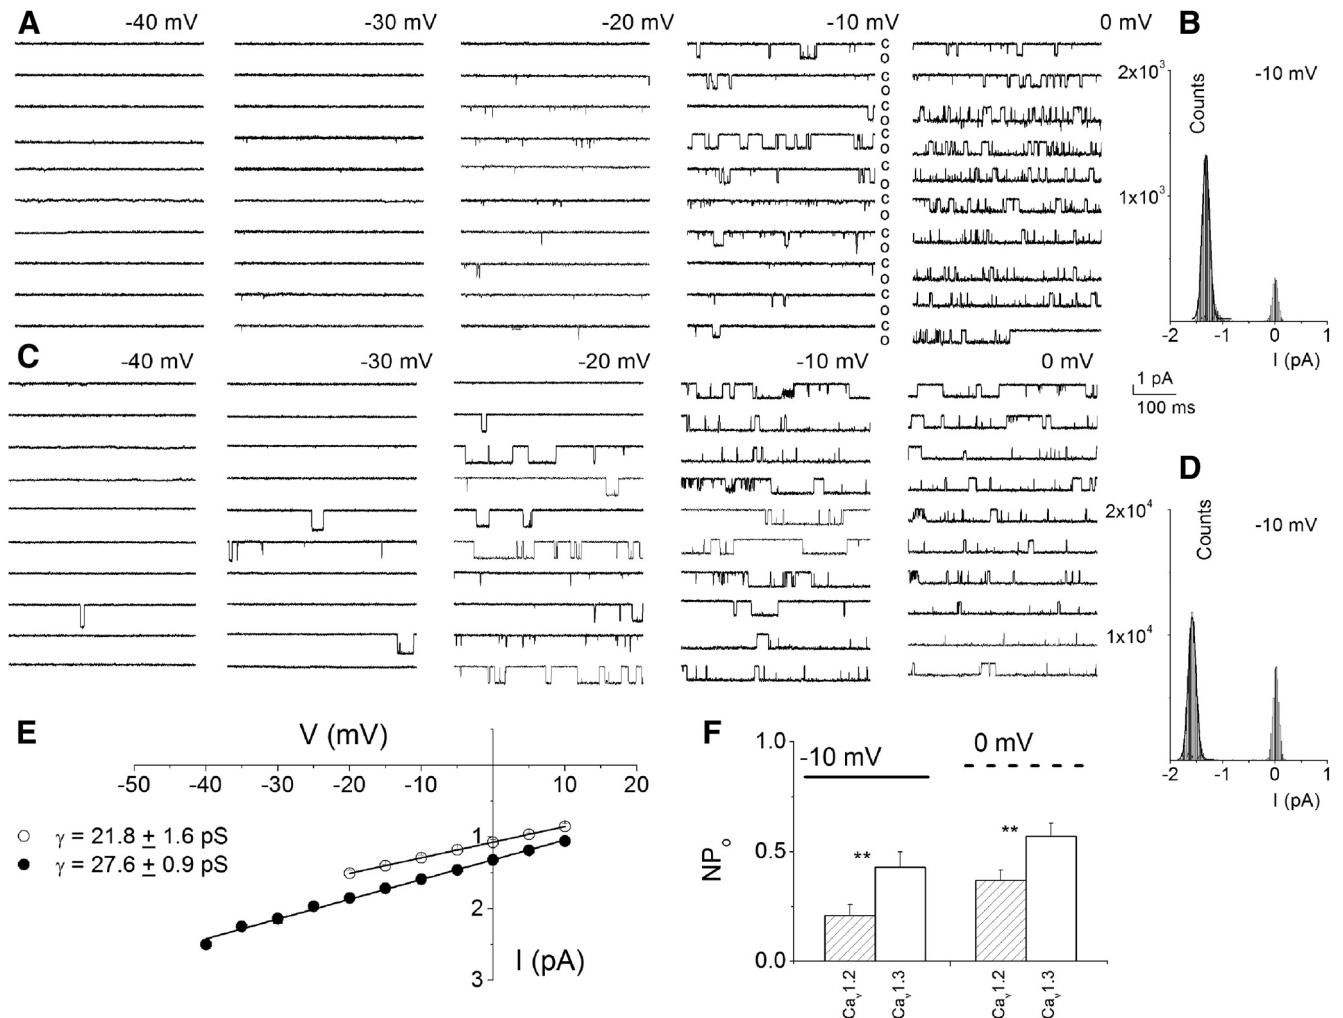 A
-40 mV
-30 mV
-20 mV
-10 mV
0 mV
C
O
C
O
C
O
C
O
C
O
C
O
C
O
C
O
C
O
C
O
B
2x10³
-10 mV
Counts
1x10³
-2 -1 0 1
I (pA)
C
-40 mV
-30 mV
-20 mV
-10 mV
0 mV
1 pA
100 ms
D
2x10⁴
-10 mV
Counts
1x10⁴
-2 -1 0 1
I (pA)
E
V (mV)
-50 -40 -30 -20 -10 10 20
γ = 21.8 ± 1.6 pS
γ = 27.6 ± 0.9 pS
1
2
3
I (pA)
F
1.0
-10 mV
0 mV
NPₒ
0.5
**
**
0.0
Caᵥ1.2
Caᵥ1.3
Caᵥ1.2
Caᵥ1.3